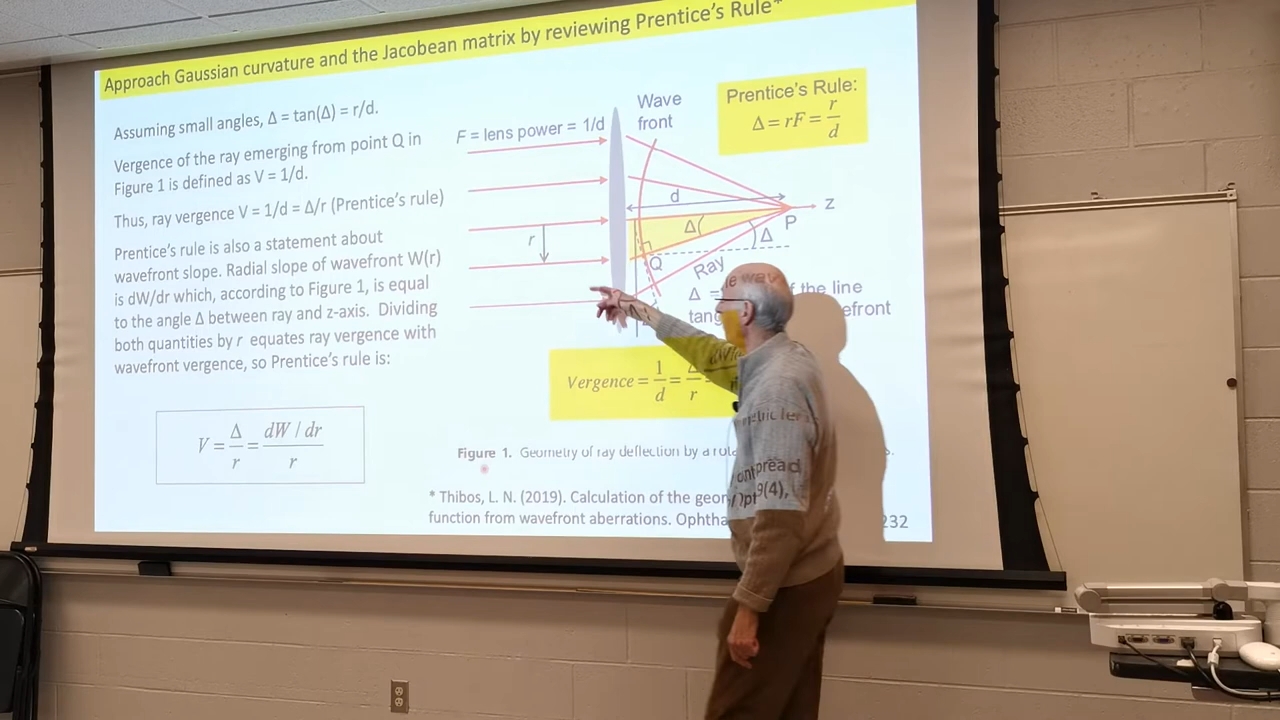 Approach Gaussian curvature and the Jacobean matrix by reviewing Prentice's Rule*
Assuming small angles, Δ = tan(Δ) = r/d.
Vergence of the ray emerging from point Q in
Figure 1 is defined as V = 1/d.
Thus, ray vergence V = 1/d = Δ/r (Prentice's rule)
Prentice's rule is also a statement about
wavefront slope. Radial slope of wavefront W(r)
is dW/dr which, according to Figure 1, is equal
to the angle Δ between ray and z-axis. Dividing
both quantities by r equates ray vergence with
wavefront vergence, so Prentice's rule is:
V = Δ/r = dW / dr / r
F = lens power = 1/d
Wave
front
Prentice's Rule:
Δ = rF = r/d
d
z
P
Δ
Δ
r
Q
Ray
Δ = of the line
Vergence = 1/d = Δ/r
Figure 1. Geometry of ray deflection by a
* Thibos, L. N. (2019). Calculation of the
function from wavefront aberrations.
232